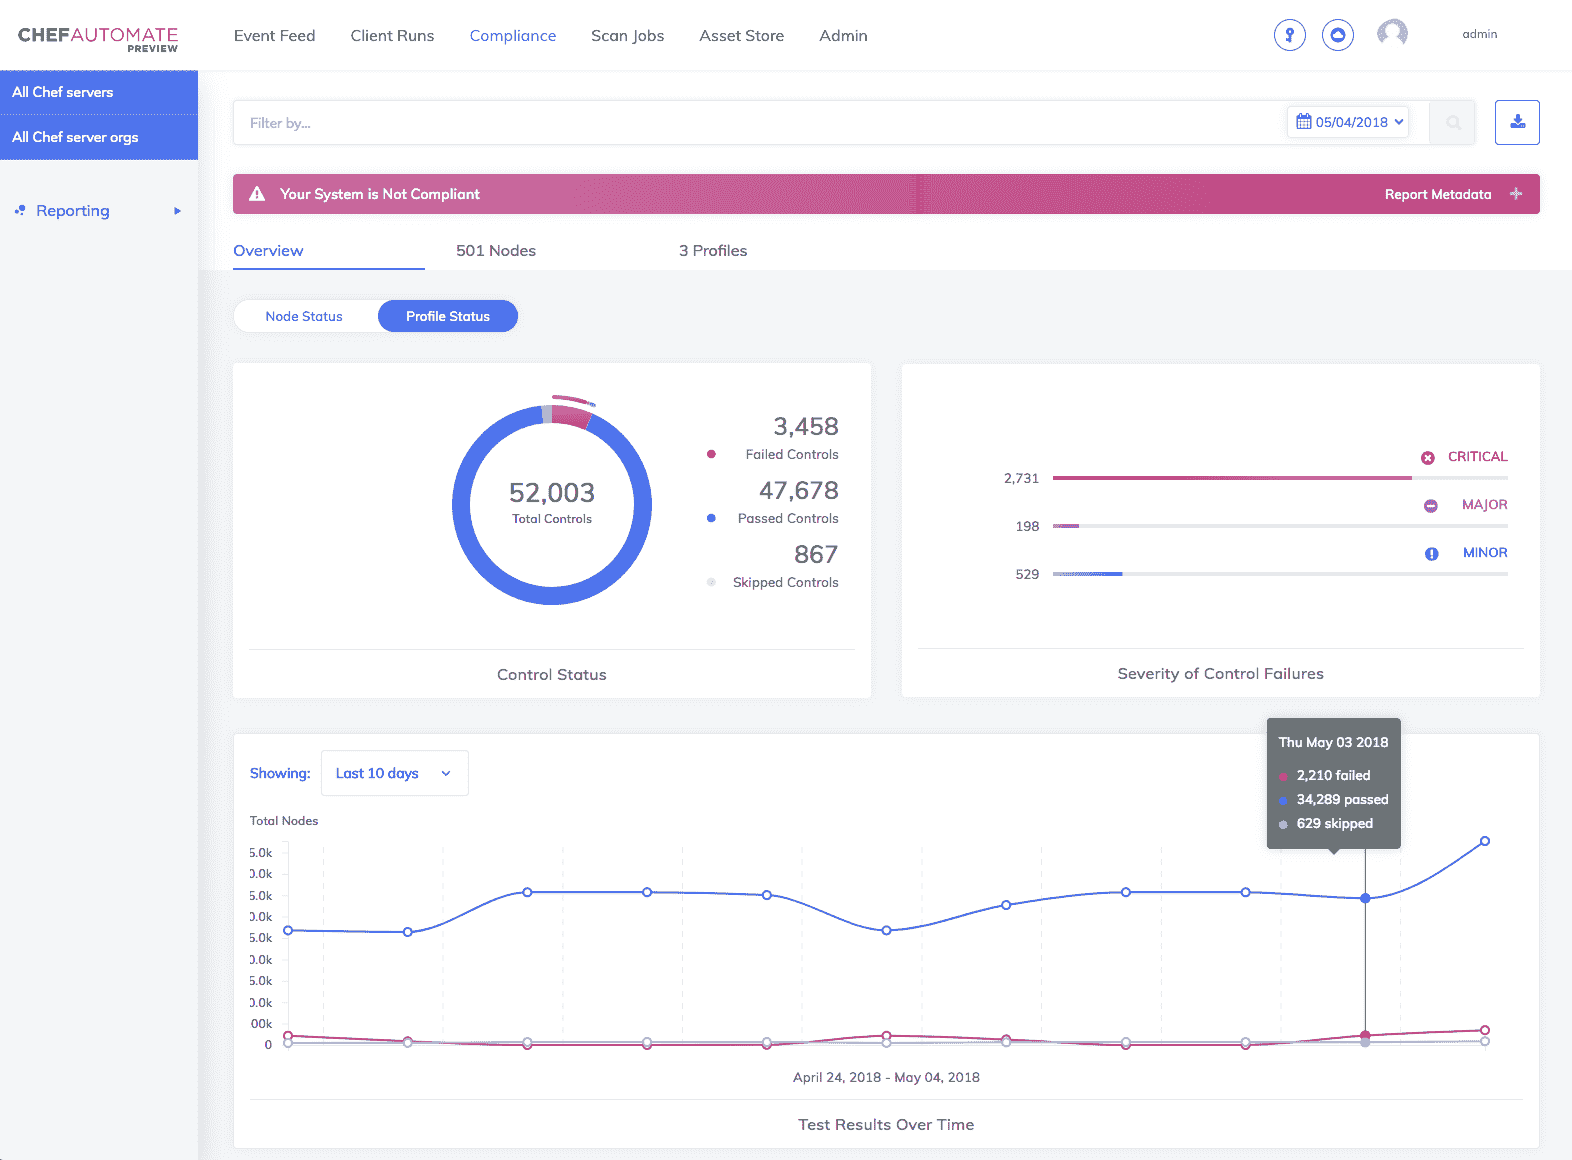 CHEFAUTOMATE
PREVIEW
Event Feed Client Runs Compliance Scan Jobs Asset Store Admin
admin
All Chef servers
All Chef server orgs
Reporting
Filter by...
05/04/2018
Your System is Not Compliant
Report Metadata
Overview 501 Nodes 3 Profiles
Node Status Profile Status
52,003
Total Controls
3,458
Failed Controls
47,678
Passed Controls
867
Skipped Controls
Control Status
CRITICAL
2,731
MAJOR
198
MINOR
529
Severity of Control Failures
Showing: Last 10 days
Thu May 03 2018
2,210 failed
34,289 passed
629 skipped
Total Nodes
5.0k
0.0k
5.0k
0.0k
5.0k
0.0k
5.0k
0.0k
00k
0
April 24, 2018 - May 04, 2018
Test Results Over Time